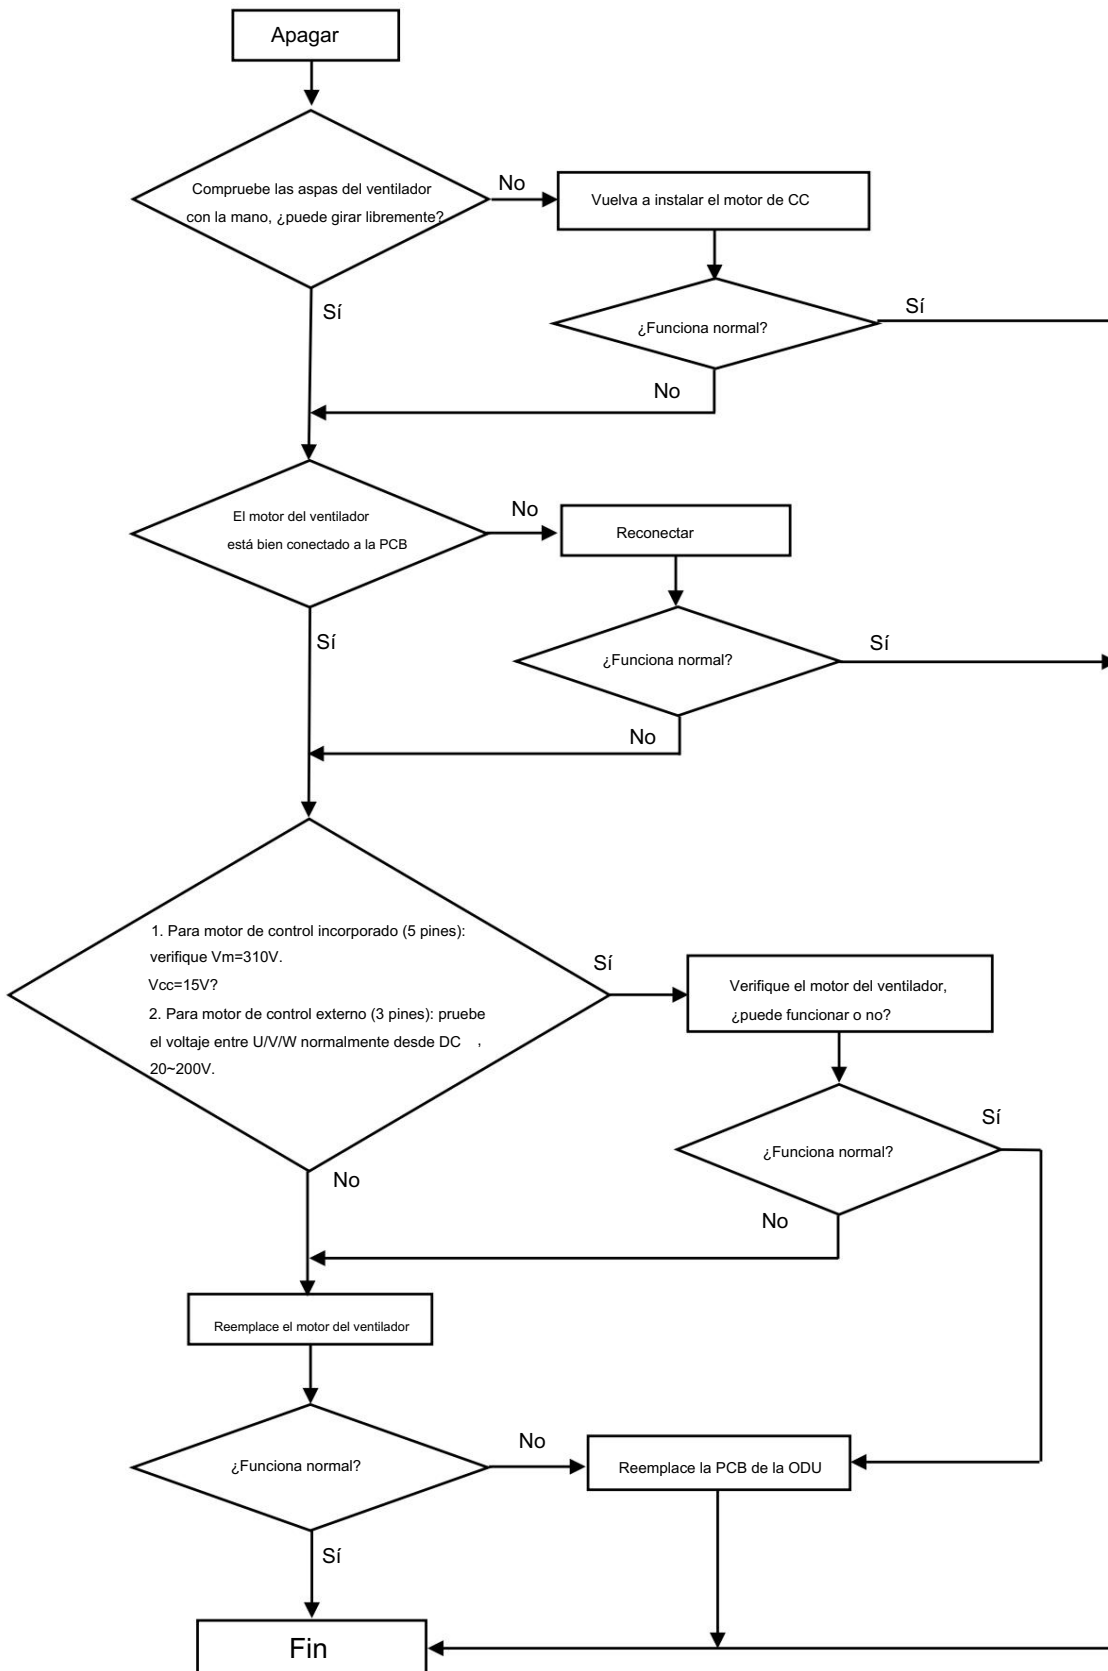 Apagar
Compruebe las aspas del ventilador
con la mano, ¿puede girar libremente?
No
Vuelva a instalar el motor de CC
Sí
¿Funciona normal?
Sí
No
El motor del ventilador
está bien conectado a la PCB
No
Reconectar
Sí
¿Funciona normal?
Sí
No
1. Para motor de control incorporado (5 pines):
verifique Vm=310V.
Vcc=15V?
2. Para motor de control externo (3 pines): pruebe
el voltaje entre U/V/W normalmente desde DC ,
20~200V.
Sí
Verifique el motor del ventilador,
¿puede funcionar o no?
No
¿Funciona normal?
Sí
No
Reemplace el motor del ventilador
¿Funciona normal?
No
Reemplace la PCB de la ODU
Sí
Fin